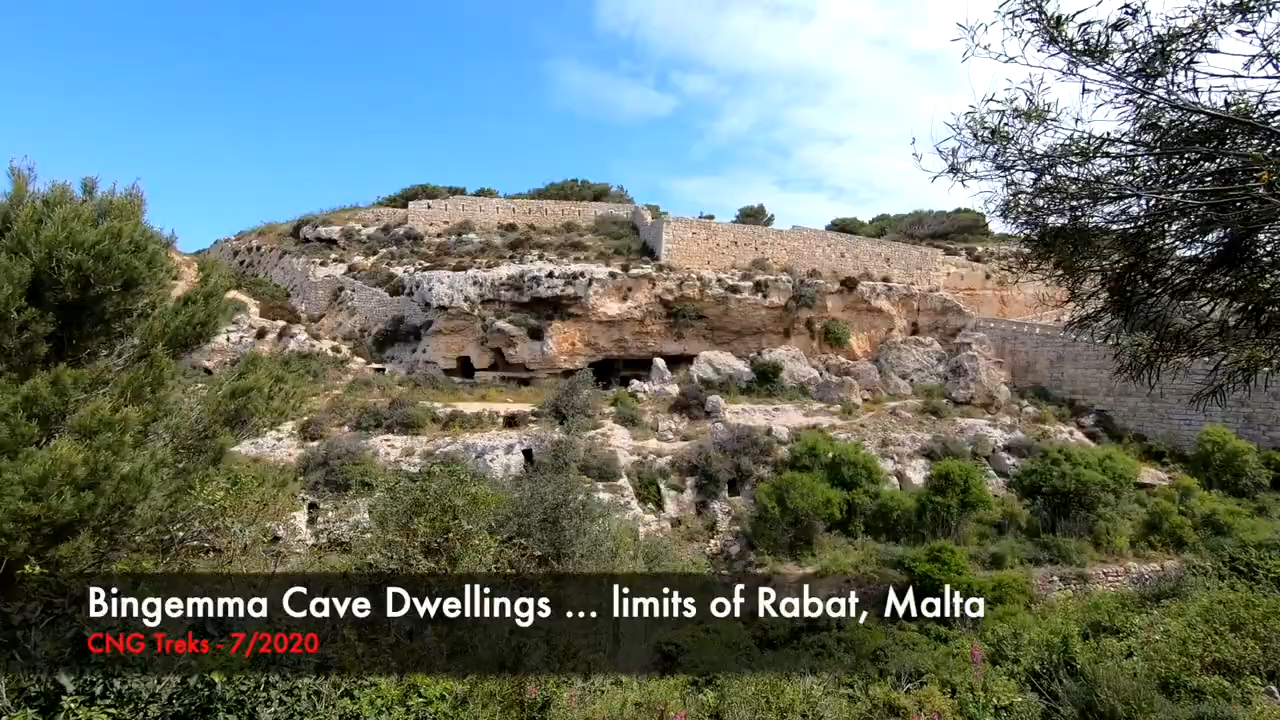 Bingemma Cave Dwellings ... limits of Rabat, Malta
CNG Treks - 7/2020